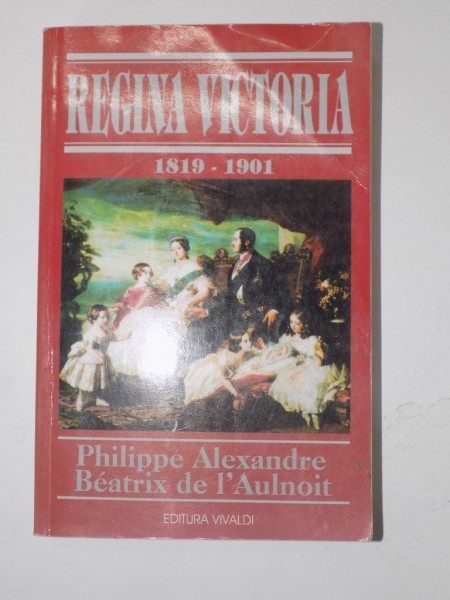 REGINA VICTORIA
1819 - 1901
Philippe Alexandre
Béatrix de l'Aulnoit
EDITURA VIVALDI